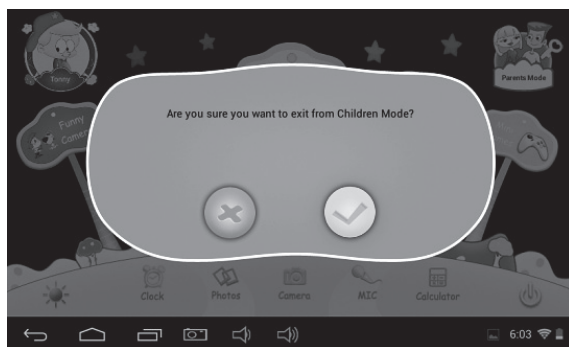 Tonny
Parents Mode
Funny
Camera
Are you sure you want to exit from Children Mode?
Clock
Photos
Camera
MIC
Calculator
6:03